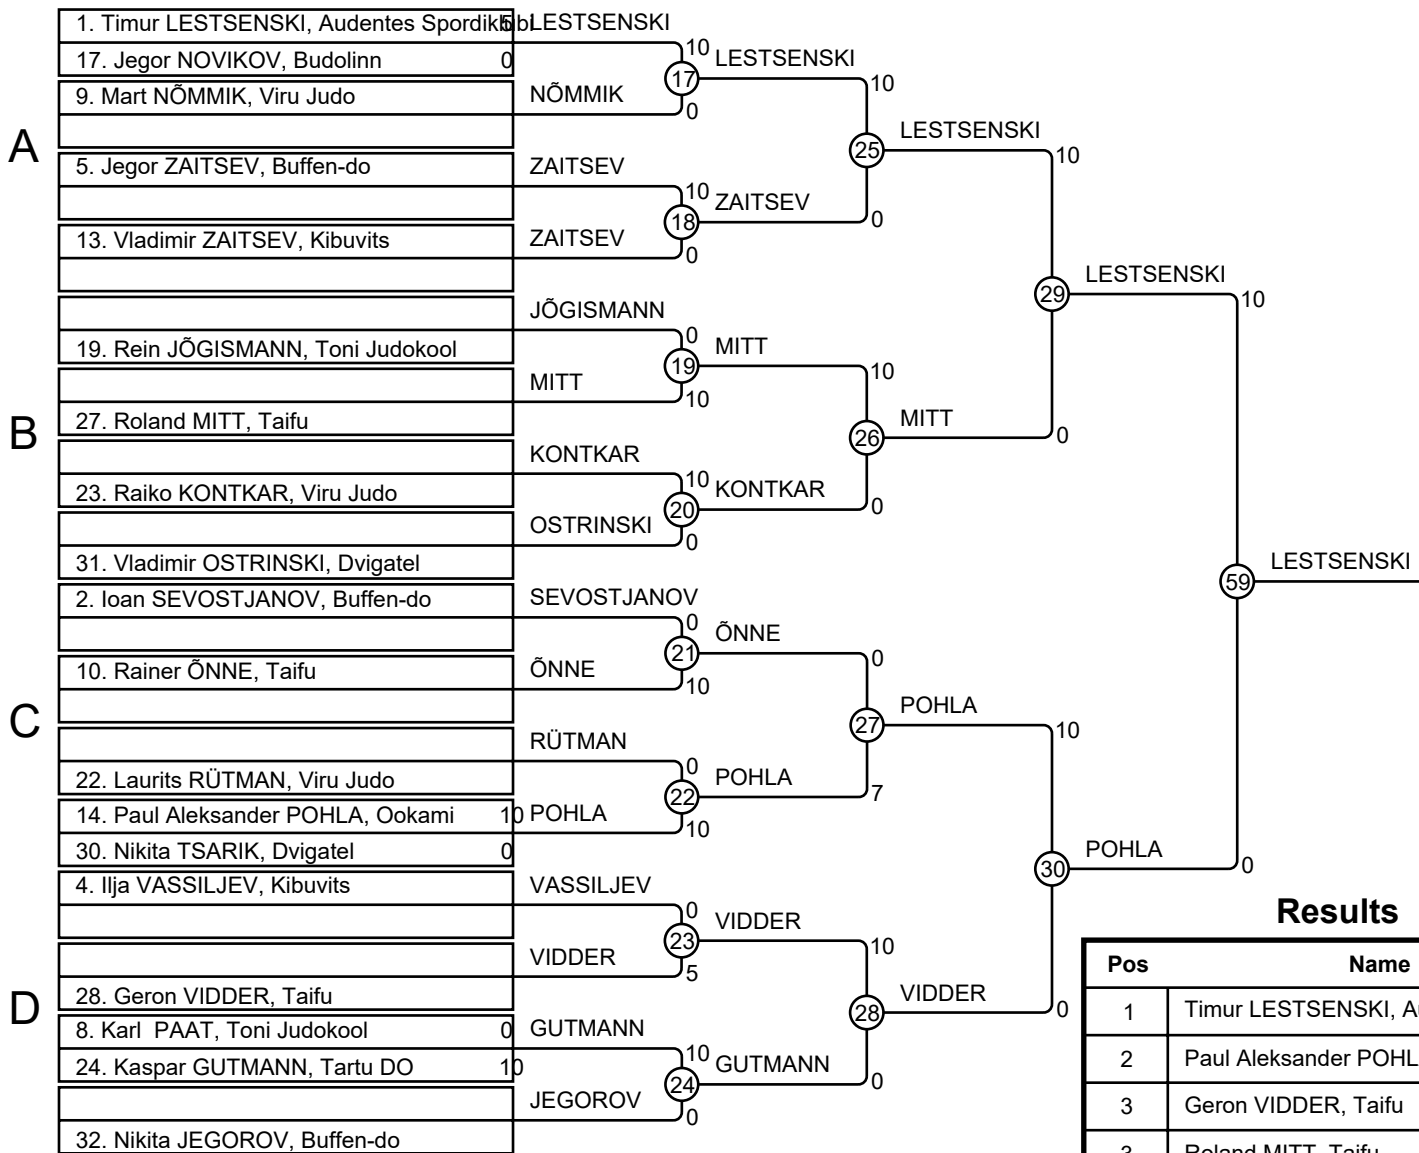 1. Timur LESTSENSKI, Audentes Spordiklubi 5 LESTSENSKI
10
17. Jegor NOVIKOV, Budolinn 0
17 LESTSENSKI
10
9. Mart NÕMMIK, Viru Judo NÕMMIK
0
A
25 LESTSENSKI
10
5. Jegor ZAITSEV, Buffen-do ZAITSEV
10
18 ZAITSEV
0
13. Vladimir ZAITSEV, Kibuvits ZAITSEV
0
29 LESTSENSKI
10
JÕGISMANN
0
19. Rein JÕGISMANN, Toni Judokool
19 MITT
10
MITT
10
27. Roland MITT, Taifu
B
26 MITT
0
KONTKAR
10
23. Raiko KONTKAR, Viru Judo
20 KONTKAR
0
OSTRINSKI
0
31. Vladimir OSTRINSKI, Dvigatel
59 LESTSENSKI
2. Ioan SEVOSTJANOV, Buffen-do SEVOSTJANOV
0
21 ÕNNE
0
10. Rainer ÕNNE, Taifu ÕNNE
10
C
27 POHLA
10
RÜTMAN
0
22. Laurits RÜTMAN, Viru Judo
22 POHLA
7
14. Paul Aleksander POHLA, Ookami 10 POHLA
10
30. Nikita TSARIK, Dvigatel 0
30 POHLA
0
4. Ilja VASSILJEV, Kibuvits VASSILJEV
0
23 VIDDER
10
VIDDER
5
28. Geron VIDDER, Taifu
D
28 VIDDER
0
8. Karl PAAT, Toni Judokool 0 GUTMANN
10
24. Kaspar GUTMANN, Tartu DO 10
24 GUTMANN
0
JEGOROV
0
32. Nikita JEGOROV, Buffen-do
Results
Pos Name
1 Timur LESTSENSKI,
2 Paul Aleksander
3 Geron VIDDER, Taifu
3 Roland MITT, Taifu